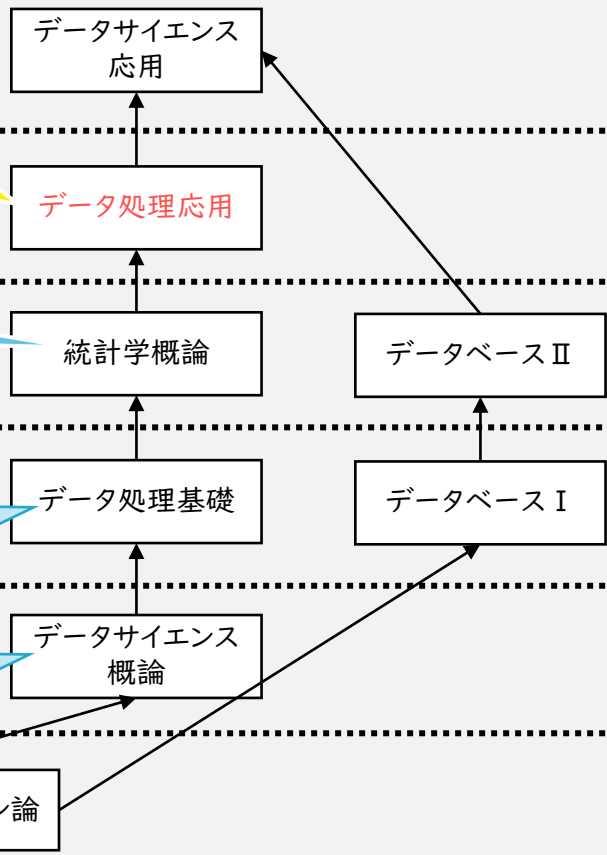 データサイエンス
応用
データ処理応用
統計学概論
データベースⅡ
データ処理基礎
データベースⅠ
データサイエンス
概論
ン論